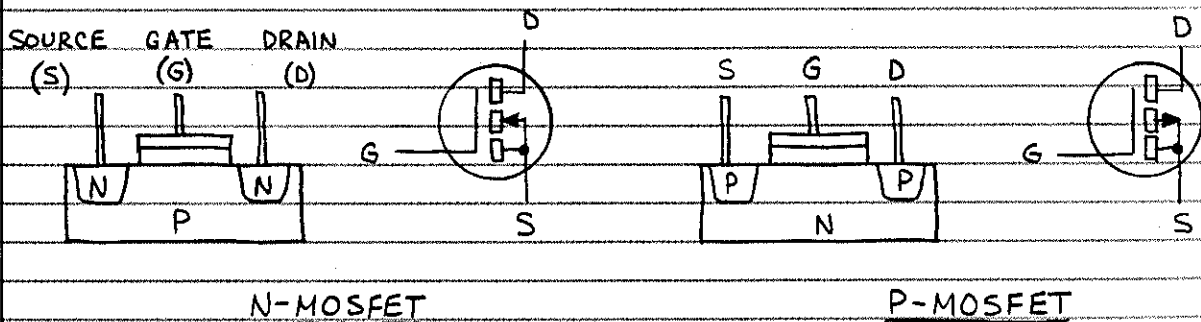 D D
SOURCE GATE DRAIN
(S) (G) (D)
S G D
G G
N N P P
P N
S S
N-MOSFET P-MOSFET